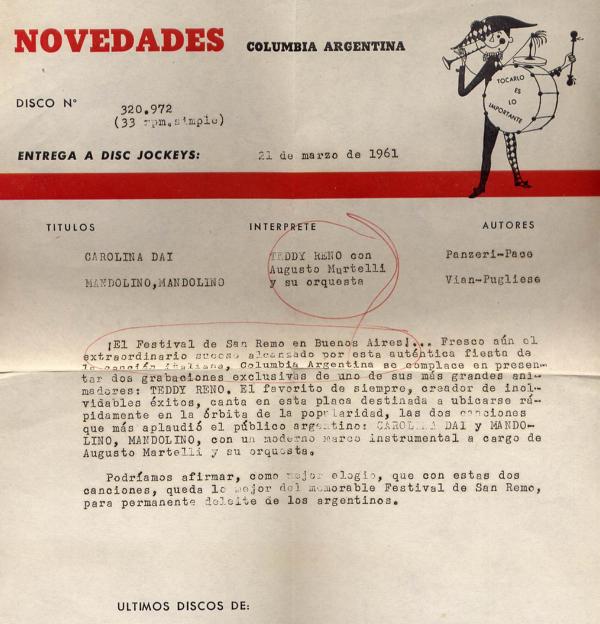 NOVEDADES COLUMBIA ARGENTINA
TOCARLO
ES
LO
IMPORTANTE
DISCO N° 320.972
(33 rpm.simple)
ENTREGA A DISC JOCKEYS: 21 de marzo de 1961
TITULOS INTERPRETE AUTORES
CAROLINA DAI TEDDY RENO con Panzeri-Pace
Augusto Martelli
MANDOLINO,MANDOLINO y su orquesta Vian-Pugliese
¡El Festival de San Remo en Buenos Aires!... Fresco aún el
extraordinario suceso alcanzado por esta auténtica fiesta de
la canción italiana, Columbia Argentina se complace en presen-
tar dos grabaciones exclusivas de uno de sus más grandes ani-
madores: TEDDY RENO. El favorito de siempre, creador de inol-
vidables éxitos, canta en esta placa destinada a ubicarse rá-
pidamente en la órbita de la popularidad, las dos canciones
que más aplaudió el público argentino: CAROLINA DAI y MANDO-
LINO, MANDOLINO, con un moderno marco instrumental a cargo de
Augusto Martelli y su orquesta.
Podríamos afirmar, como mejor elogio, que con estas dos
canciones, queda lo mejor del memorable Festival de San Remo,
para permanente deleite de los argentinos.
ULTIMOS DISCOS DE: